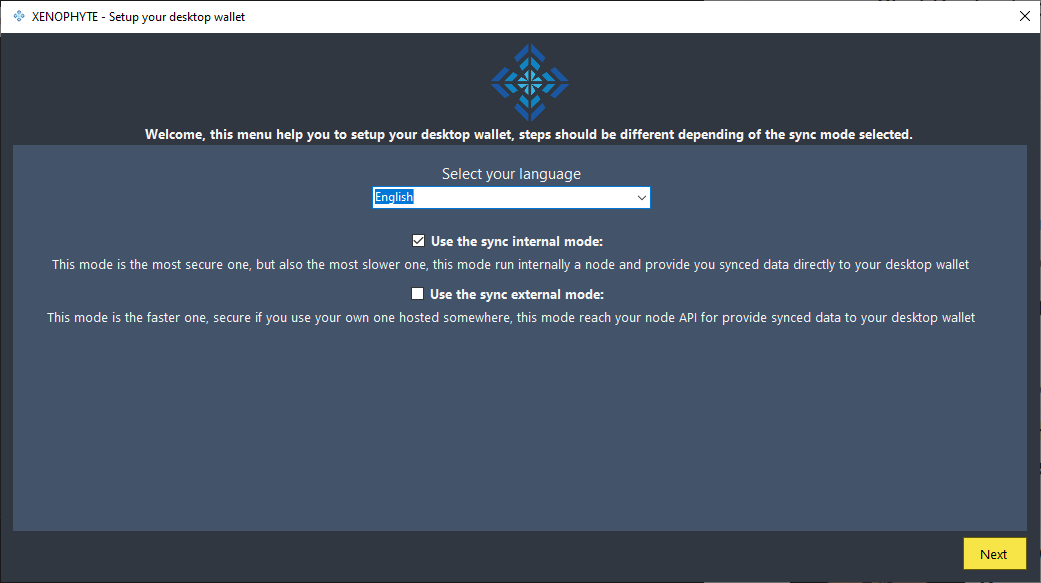 XENOPHYTE - Setup your desktop wallet
Welcome, this menu help you to setup your desktop wallet, steps should be different depending of the sync mode selected.
Select your language
English
Use the sync internal mode:
This mode is the most secure one, but also the most slower one, this mode run internally a node and provide you synced data directly to your desktop wallet
Use the sync external mode:
This mode is the faster one, secure if you use your own one hosted somewhere, this mode reach your node API for provide synced data to your desktop wallet
Next